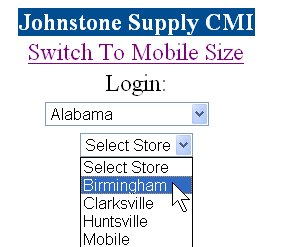 Johnstone Supply CMI
Switch To Mobile Size
Login:
Alabama
Select Store
Select Store
Birmingham
Clarksville
Huntsville
Mobile